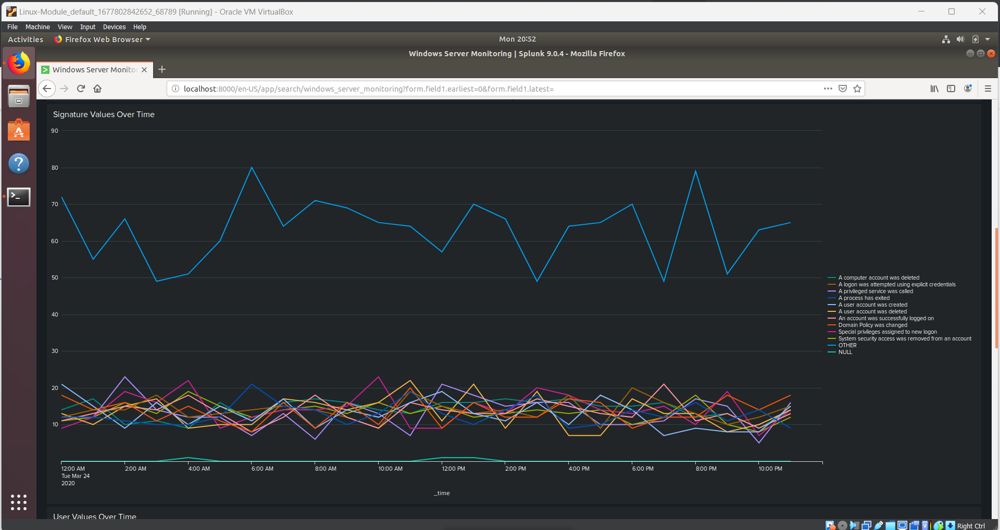 Linux-Module_default_1677802842652_68789 [Running] - Oracle VM VirtualBox
File Machine View Input Devices Help
Activities Firefox Web Browser Mon 20:52
Windows Server Monitoring | Splunk 9.0.4 - Mozilla Firefox
Windows Server Monitor
localhost:8000/en-US/app/search/windows_server_monitoring?form.field1.earliest=0&form.field1.latest=
Signature Values Over Time
90
80
70
60
50
40
30
20
10
A computer account was deleted
A logon was attempted using explicit credentials
A privileged service was called
A process has exited
A user account was created
A user account was deleted
An account was successfully logged on
Domain Policy was changed
Special privileges assigned to new logon
System security access was removed from an account
OTHER
NULL
12:00 AM 2:00 AM 4:00 AM 6:00 AM 8:00 AM 10:00 AM 12:00 PM 2:00 PM 4:00 PM 6:00 PM 8:00 PM 10:00 PM
Tue Mar 24
2020
_time
User Values Over Time
Right Ctrl